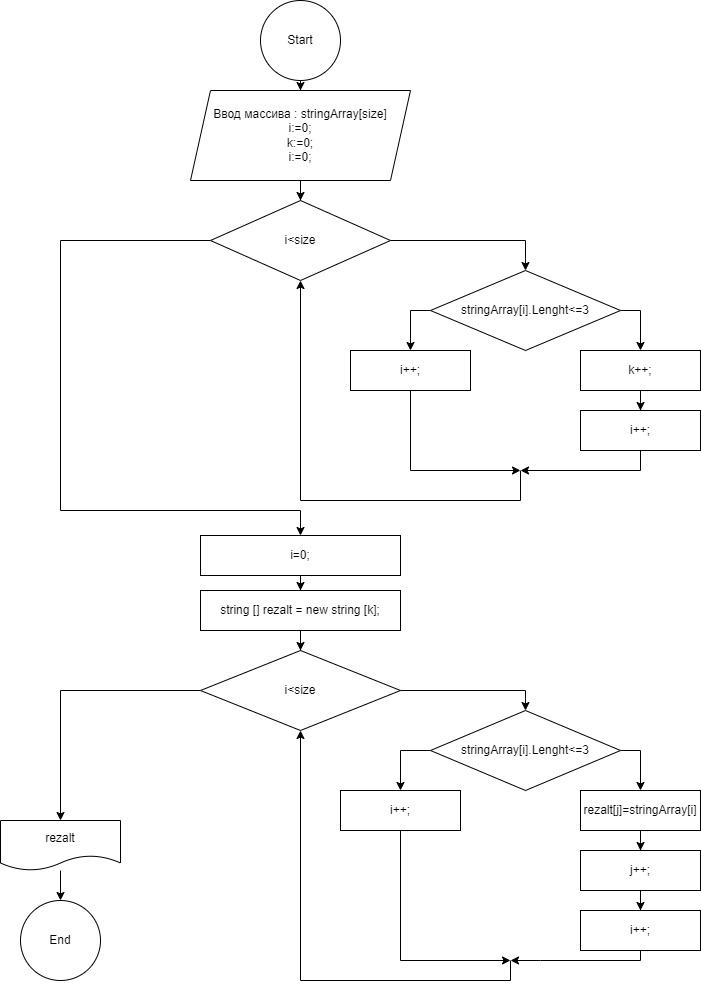 Start
Ввод массива : stringArray[size]
i:=0;
k:=0;
i:=0;
i<size
stringArray[i].Lenght<=3
i++;
k++;
i++;
i=0;
string [] rezalt = new string [k];
i<size
stringArray[i].Lenght<=3
i++;
rezalt[j]=stringArray[i]
j++;
i++;
rezalt
End